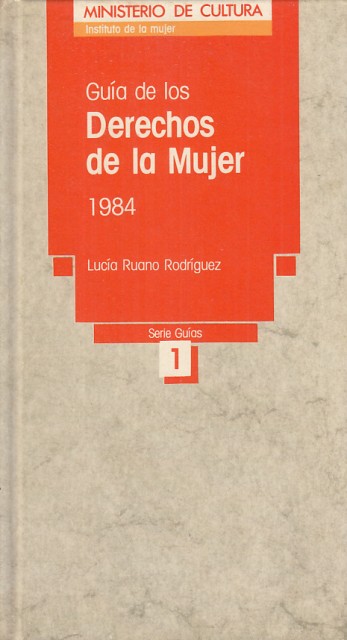 MINISTERIO DE CULTURA
Instituto de la mujer
Guía de los
Derechos
de la Mujer
1984
Lucía Ruano Rodríguez
Serie Guías
1